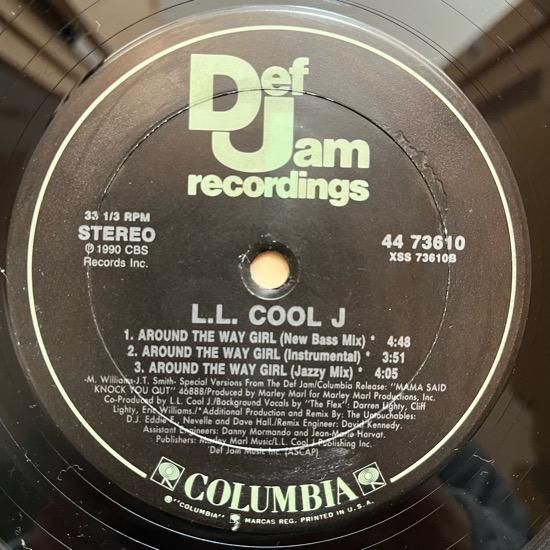 Def
Jam
recordings
33 1/3 RPM
STEREO
℗ 1990 CBS
Records Inc.
44 73610
XSS 73610B
L.L. COOL J
1. AROUND THE WAY GIRL (New Bass Mix) * 4:48
2. AROUND THE WAY GIRL (Instrumental) * 3:51
3. AROUND THE WAY GIRL (Jazzy Mix) * 4:05
-M. Williams-J.T. Smith- Special Versions From The Def Jam/Columbia Release: "MAMA SAID
KNOCK YOU OUT" 46888/Produced by Marley Marl for Marley Marl Productions, Inc.
Co-Produced by L.L. Cool J./Background Vocals by "The Flex": Darren Lighty, Cliff
Lighty, Eric Williams./*Additional Production and Remix By: The Untouchables:
D.J. Eddie F., Nevelle and Dave Hall./Remix Engineer: David Kennedy.
Assistant Engineers: Danny Mormando and Jean-Marie Horvat.
Publishers: Marley Marl Music/L.L. Cool J Publishing Inc.
Def Jam Music Inc. (ASCAP)
COLUMBIA
® "COLUMBIA" MARCAS REG. PRINTED IN U.S.A.